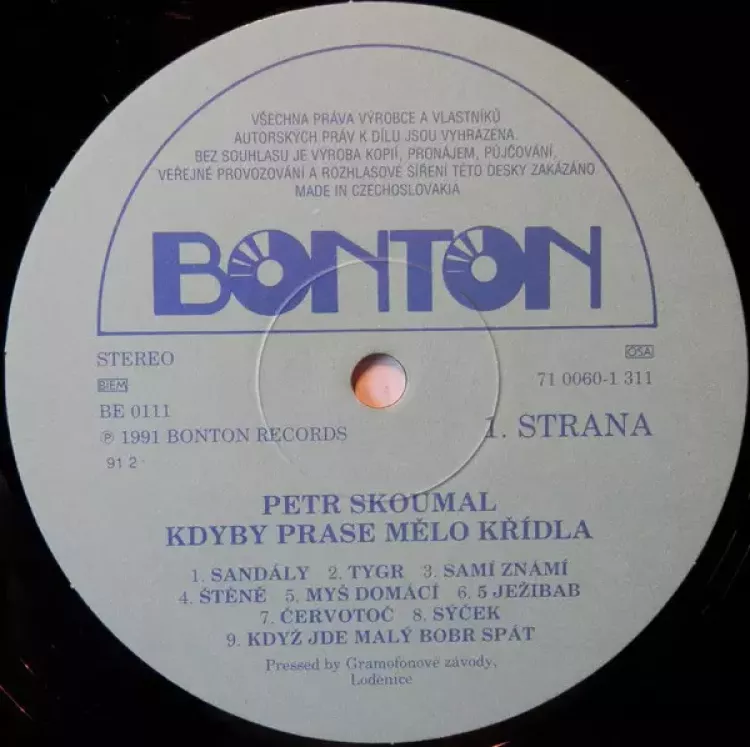 VŠECHNA PRÁVA VÝROBCE A VLASTNÍKŮ
AUTORSKÝCH PRÁV K DÍLU JSOU VYHRAZENA.
BEZ SOUHLASU JE VÝROBA KOPIÍ, PRONÁJEM, PŮJČOVÁNÍ,
VEŘEJNÉ PROVOZOVÁNÍ A ROZHLASOVÉ ŠÍŘENÍ TÉTO DESKY ZAKÁZÁNO.
MADE IN CZECHOSLOVAKIA
BONTON
STEREO
OSA
BIEM
71 0060-1 311
BE 0111
℗ 1991 BONTON RECORDS
1. STRANA
91 2
PETR SKOUMAL
KDYBY PRASE MĚLO KŘÍDLA
1. SANDÁLY 2. TYGR 3. SAMÍ ZNÁMÍ
4. ŠTĚNĚ 5. MYŠ DOMÁCÍ 6. 5 JEŽIBAB
7. ČERVOTOČ 8. SÝČEK
9. KDYŽ JDE MALÝ BOBR SPÁT
Pressed by Gramofonové závody,
Loděnice